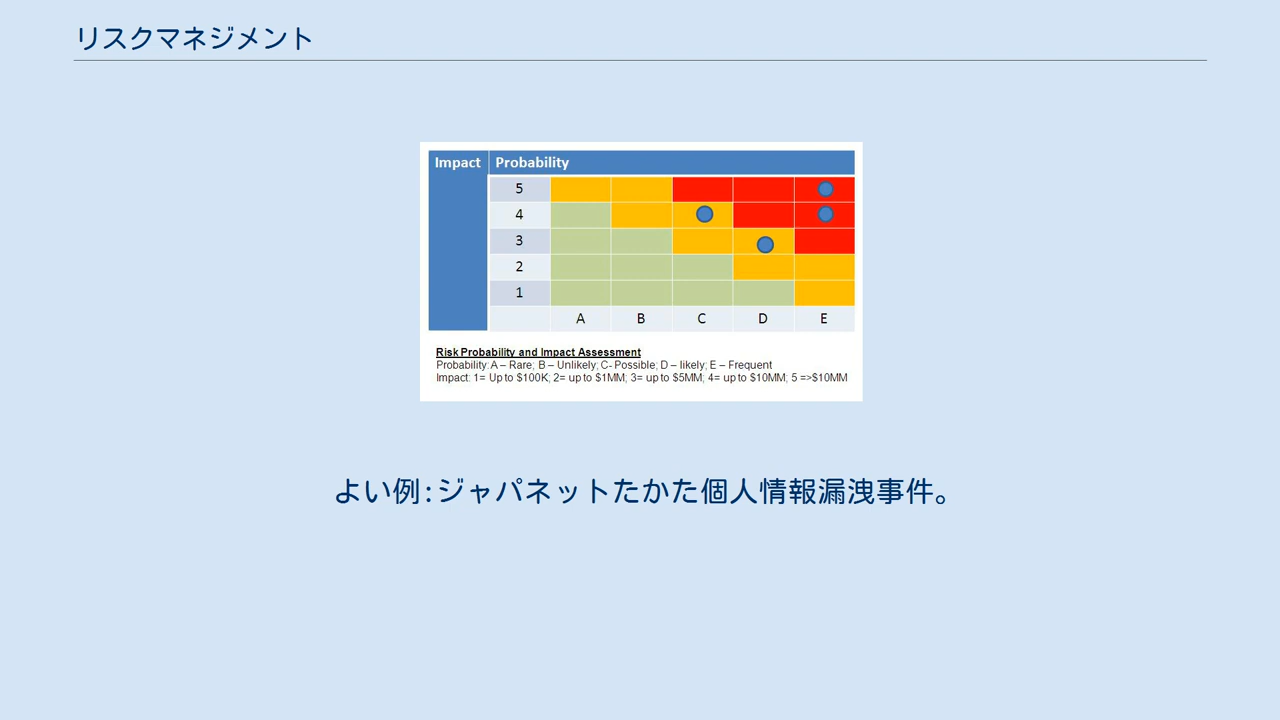 リスクマネジメント
Impact Probability
5
4
3
2
1
A B C D E
Risk Probability and Impact Assessment
Probability: A – Rare; B – Unlikely; C- Possible; D – likely; E – Frequent
Impact: 1= Up to $100K; 2= up to $1MM; 3= up to $5MM; 4= up to $10MM; 5 =>$10MM
よい例:ジャパネットたかた個人情報漏洩事件。